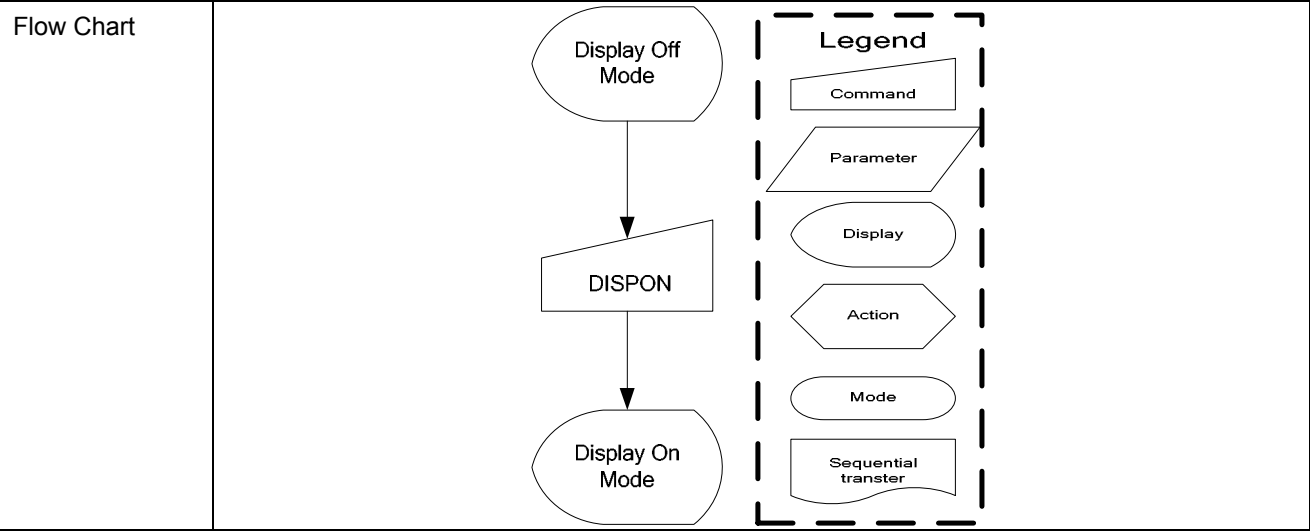 Flow Chart
Display Off
Mode
DISPON
Display On
Mode
Legend
Command
Parameter
Display
Action
Mode
Sequential
transter